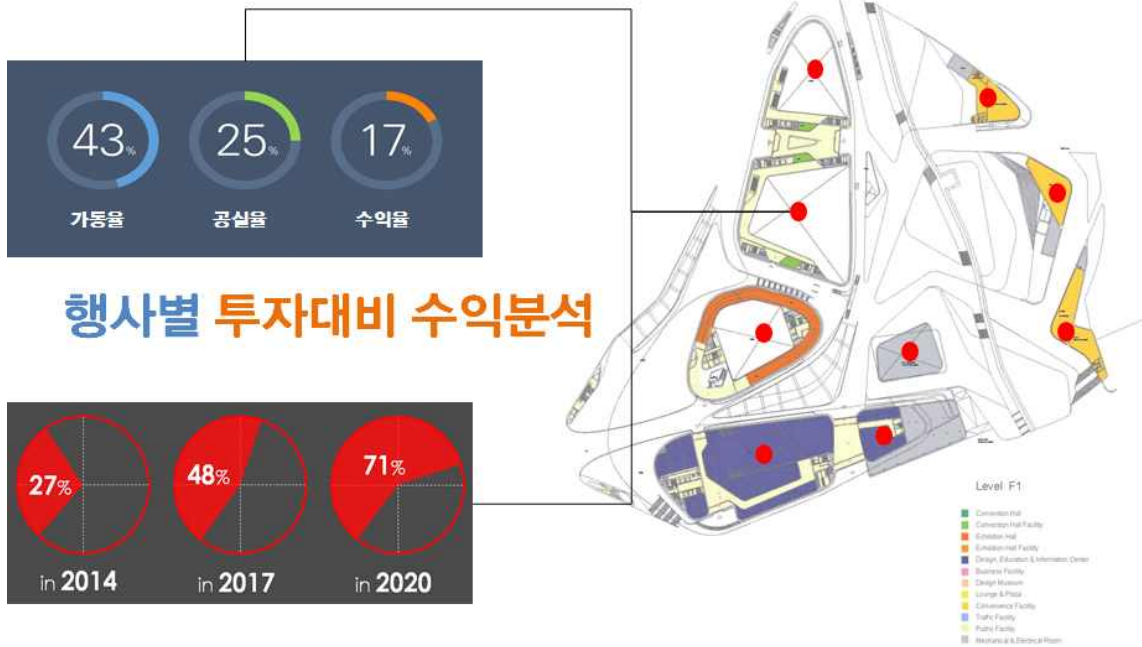 43%
25%
17%
가동율
공실율
수익율
행사별 투자대비 수익분석
27%
48%
71%
in 2014
in 2017
in 2020
Level F1
Convention Hall
Convention Hall Facility
Exhibition Hall
Exhibition Hall Facility
Design, Education & Information Center
Business Facility
Design Museum
Lounge & Plaza
Convenience Facility
Traffic Facility
Public Facility
Mechanical & Electrical Room